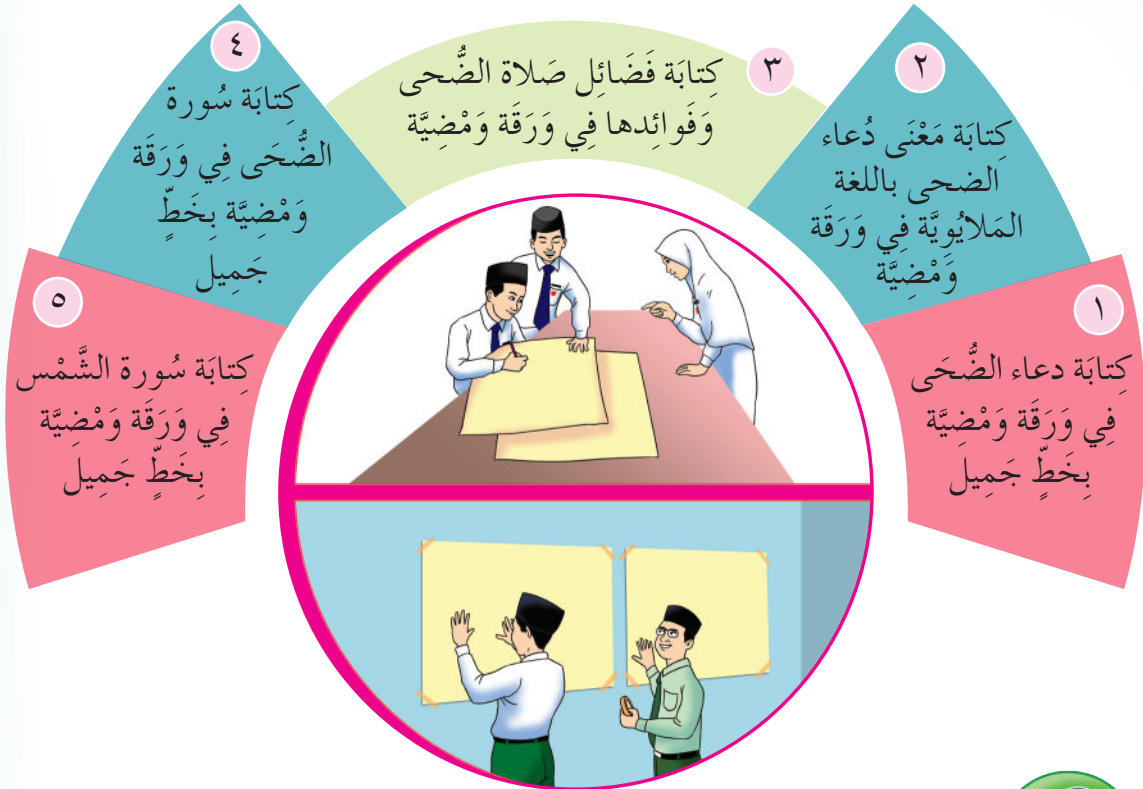 ١
كِتابَة دعاء الضُّحَى
فِي وَرَقَة وَمْضِيَّة
بِخَطٍّ جَمِيل
٢
كِتابَة مَعْنَى دُعاء
الضحى باللغة
المَلايُوِيَّة فِي وَرَقَة
وَمْضِيَّة
٣
كِتابَة فَضَائِل صَلاة الضُّحى
وَفَوائِدها فِي وَرَقَة وَمْضِيَّة
٤
كِتابَة سُورة
الضُّحَى فِي وَرَقَة
وَمْضِيَّة بِخَطٍّ
جَمِيل
٥
كِتابَة سُورة الشَّمْس
فِي وَرَقَة وَمْضِيَّة
بِخَطٍّ جَمِيل